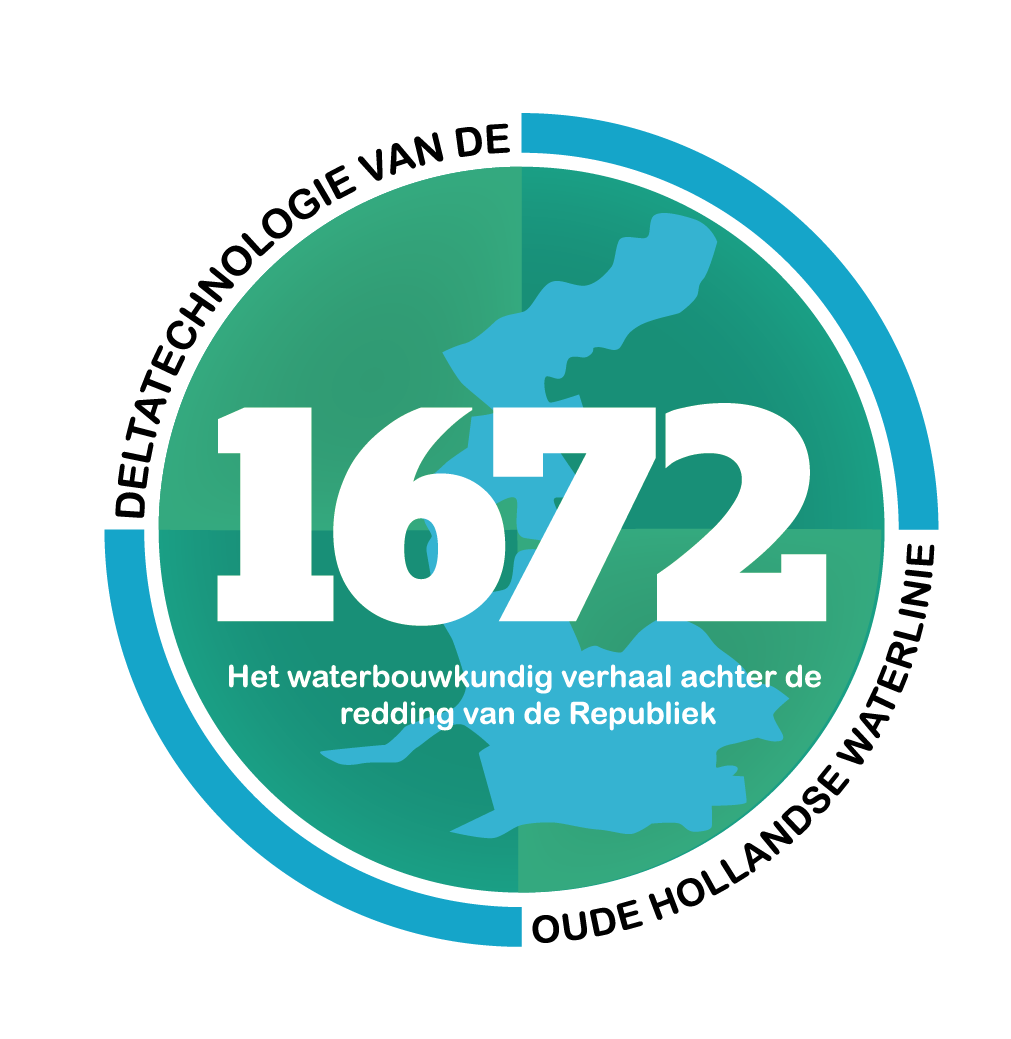 DELTATECHNOLOGIE VAN DE
1672
Het waterbouwkundig verhaal achter de
redding van de Republiek
OUDE HOLLANDSE WATERLINIE